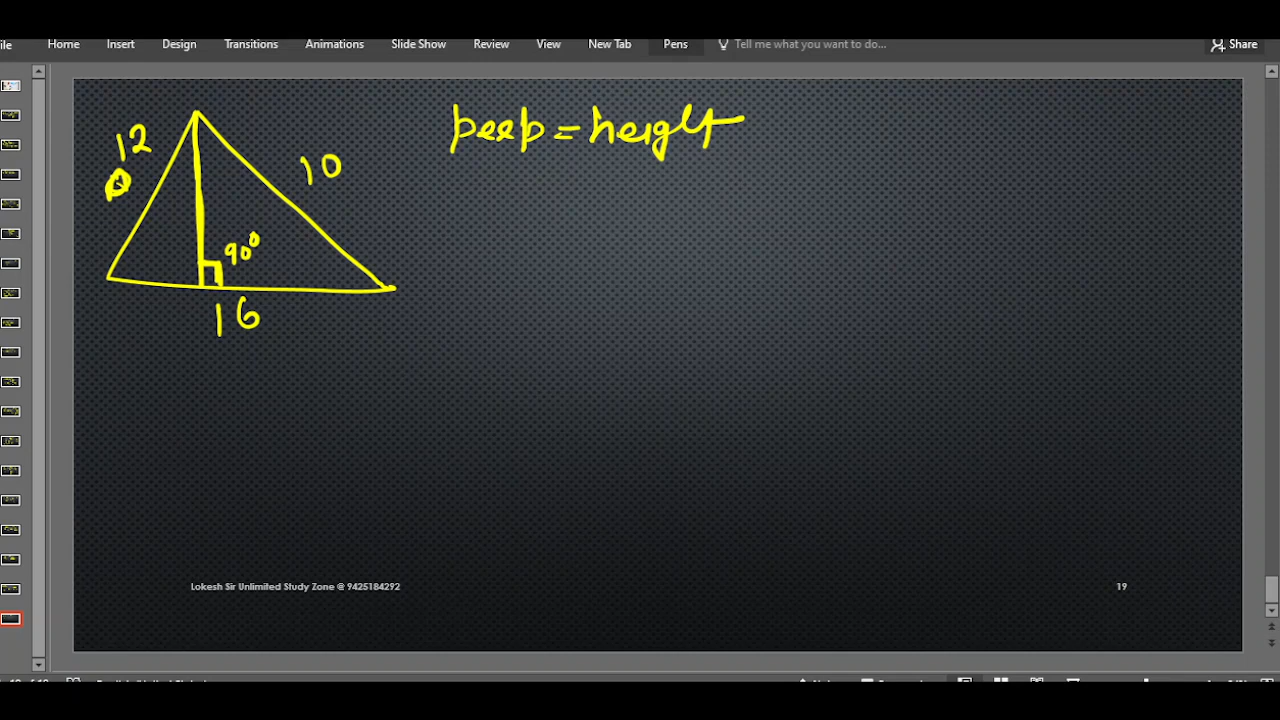 File Home Insert Design Transitions Animations Slide Show Review View New Tab Pens Tell me what you want to do... Share
12
10
90°
16
perp = height
Lokesh Sir Unlimited Study Zone @ 9425184292
19